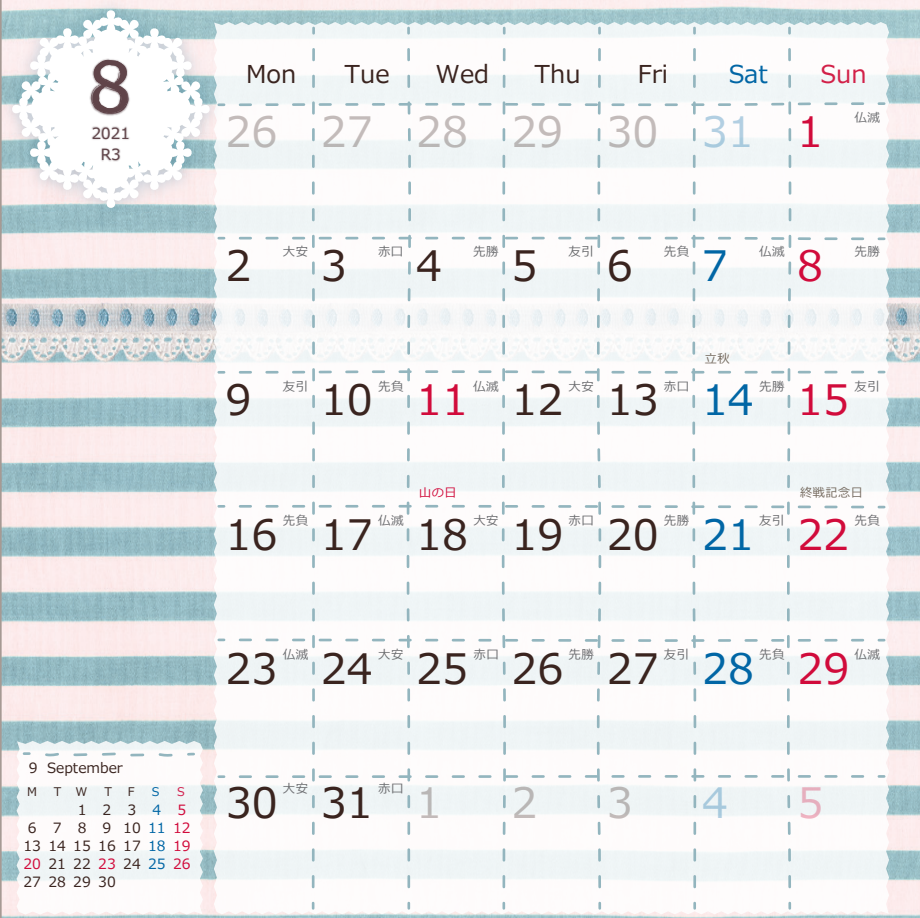 8
2021
R3
Mon Tue Wed Thu Fri Sat Sun
26 27 28 29 30 31 1 仏滅
2 大安 3 赤口 4 先勝 5 友引 6 先負 7 仏滅 8 先勝
立秋
9 友引 10 先負 11 仏滅 12 大安 13 赤口 14 先勝 15 友引
山の日 終戦記念日
16 先負 17 仏滅 18 大安 19 赤口 20 先勝 21 友引 22 先負
23 仏滅 24 大安 25 赤口 26 先勝 27 友引 28 先負 29 仏滅
30 大安 31 赤口 1 2 3 4 5
9 September
M T W T F S S
1 2 3 4 5
6 7 8 9 10 11 12
13 14 15 16 17 18 19
20 21 22 23 24 25 26
27 28 29 30